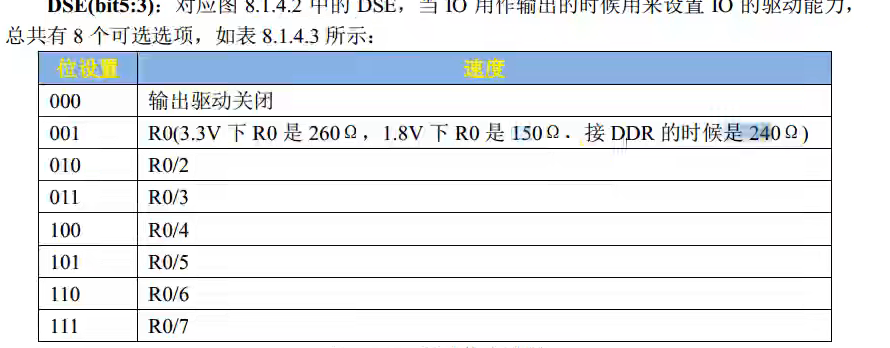 DSE(bit5:3)：对应图 8.1.4.2 中的 DSE，当 IO 用作输出的时候用来设置 IO 的驱动能力，
总共有 8 个可选选项，如表 8.1.4.3 所示：
位设置 速度
000 输出驱动关闭
001 R0(3.3V 下 R0 是 260Ω，1.8V 下 R0 是 150Ω．接 DDR 的时候是 240Ω)
010 R0/2
011 R0/3
100 R0/4
101 R0/5
110 R0/6
111 R0/7